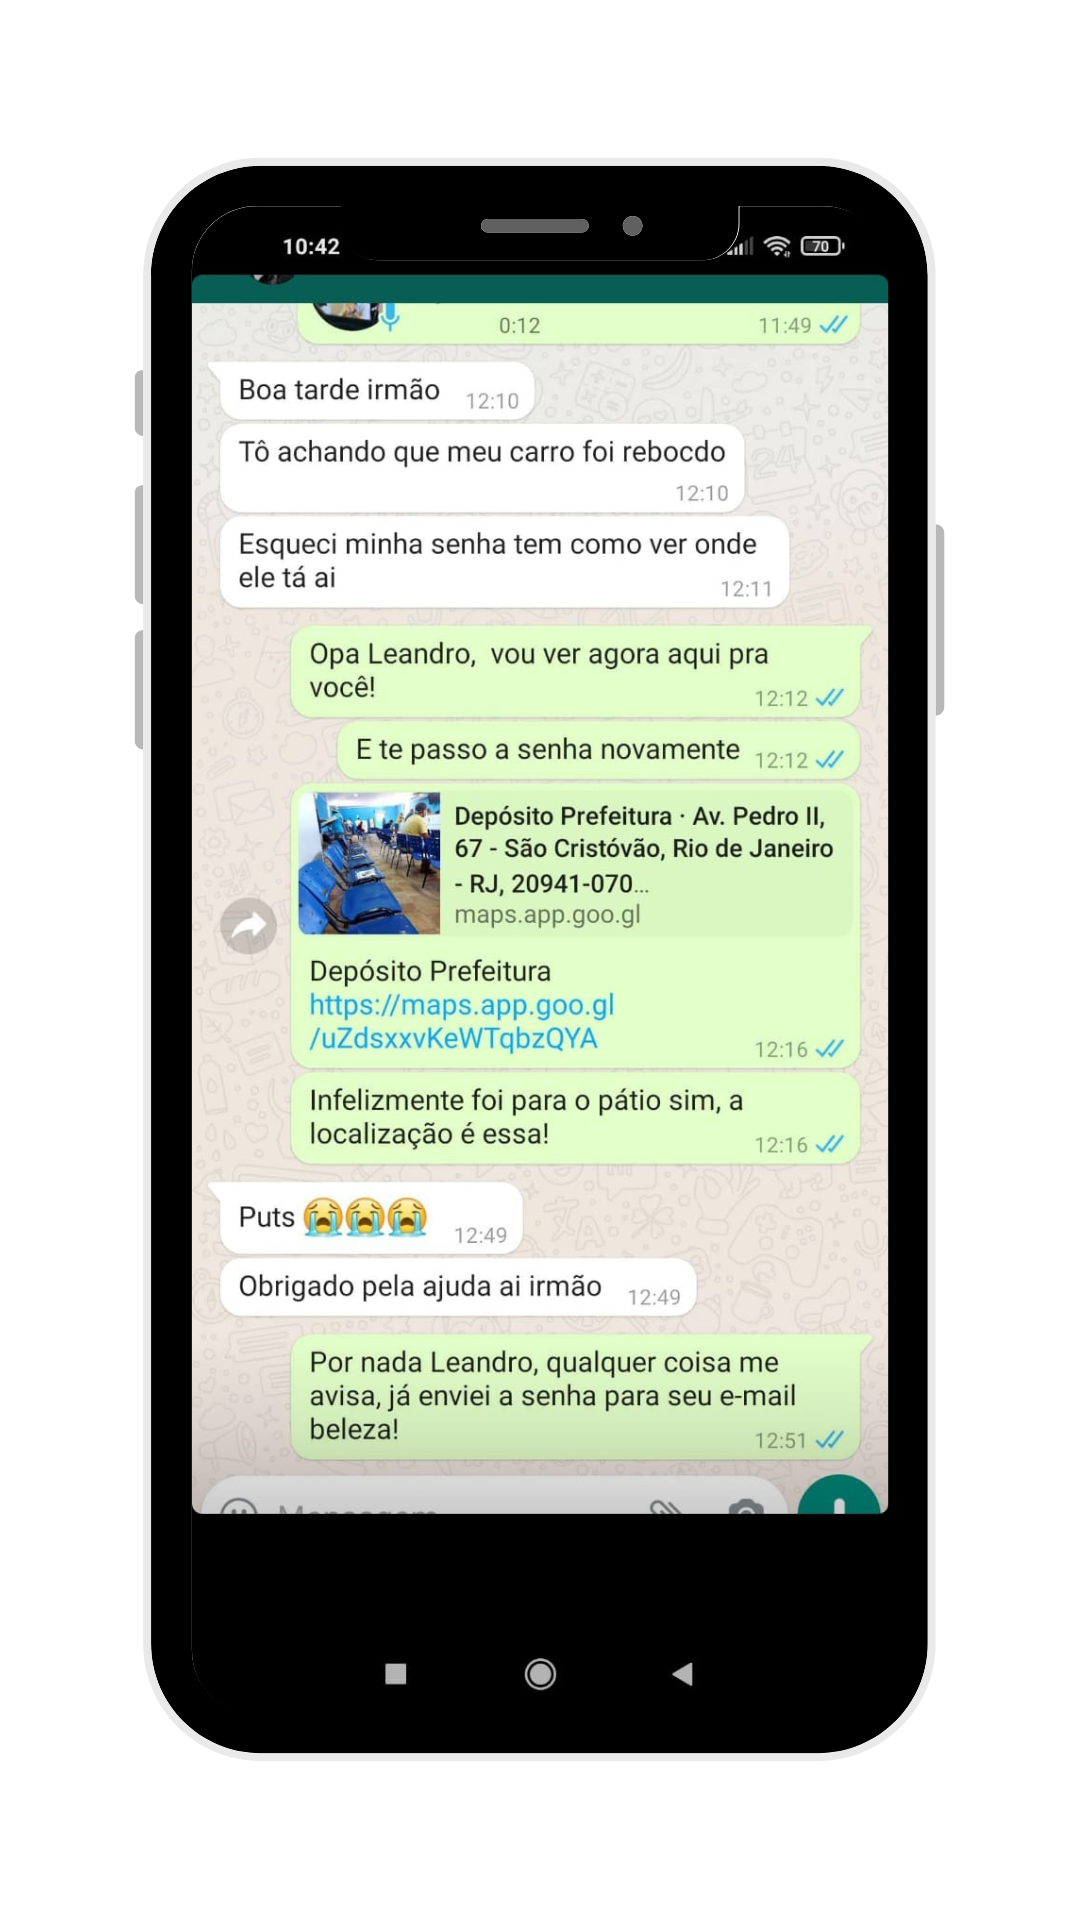 10:42
70
0:12
11:49
Boa tarde irmão
12:10
Tô achando que meu carro foi rebocdo
12:10
Esqueci minha senha tem como ver onde
ele tá ai
12:11
Opa Leandro,  vou ver agora aqui pra
você!
12:12
E te passo a senha novamente
12:12
Depósito Prefeitura · Av. Pedro II,
67 - São Cristóvão, Rio de Janeiro
- RJ, 20941-070...
maps.app.goo.gl
Depósito Prefeitura
https://maps.app.goo.gl
/uZdsxxvKeWTqbzQYA
12:16
Infelizmente foi para o pátio sim, a
localização é essa!
12:16
Puts 😭😭😭
12:49
Obrigado pela ajuda ai irmão
12:49
Por nada Leandro, qualquer coisa me
avisa, já enviei a senha para seu e-mail
beleza!
12:51